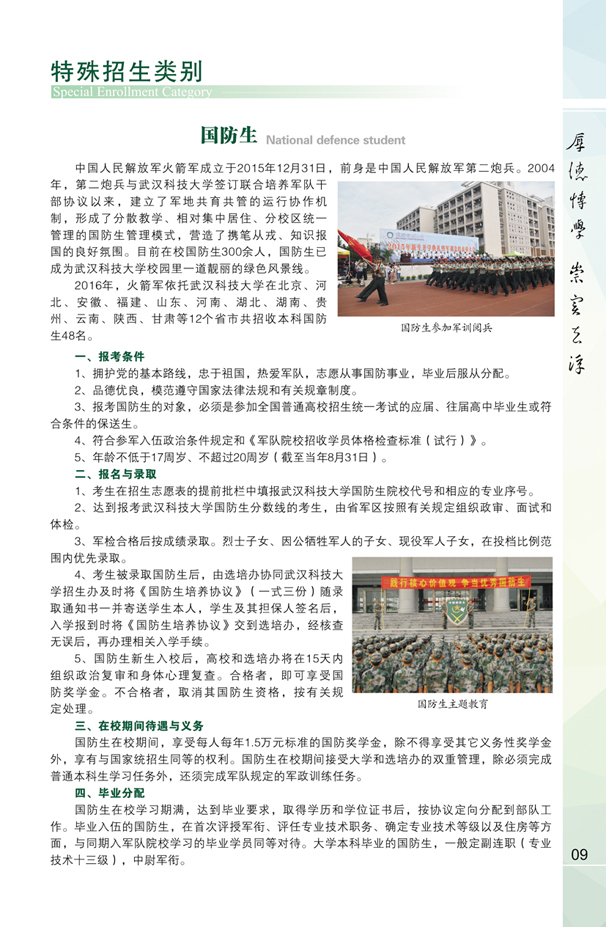 特殊招生类别
Special Enrollment Category
国防生 National defence student
中国人民解放军火箭军成立于2015年12月31日，前身是中国人民解放军第二炮兵。2004
年，第二炮兵与武汉科技大学签订联合培养军队干
部协议以来，建立了军地共育共管的运行协作机
制，形成了分散教学、相对集中居住、分校区统一
管理的国防生管理模式，营造了携笔从戎、知识报
国的良好氛围。目前在校国防生300余人，国防生已
成为武汉科技大学校园里一道靓丽的绿色风景线。
2016年，火箭军依托武汉科技大学在北京、河
北、安徽、福建、山东、河南、湖北、湖南、贵
州、云南、陕西、甘肃等12个省市共招收本科国防
生48名。
国防生参加军训阅兵
一、报考条件
1、拥护党的基本路线，忠于祖国，热爱军队，志愿从事国防事业，毕业后服从分配。
2、品德优良，模范遵守国家法律法规和有关规章制度。
3、报考国防生的对象，必须是参加全国普通高校招生统一考试的应届、往届高中毕业生或符
合条件的保送生。
4、符合参军入伍政治条件规定和《军队院校招收学员体格检查标准（试行）》。
5、年龄不低于17周岁、不超过20周岁（截至当年8月31日）。
二、报名与录取
1、考生在招生志愿表的提前批栏中填报武汉科技大学国防生院校代号和相应的专业序号。
2、达到报考武汉科技大学国防生分数线的考生，由省军区按照有关规定组织政审、面试和
体检。
3、军检合格后按成绩录取。烈士子女、因公牺牲军人的子女、现役军人子女，在投档比例范
围内优先录取。
4、考生被录取国防生后，由选培办协同武汉科技大
学招生办及时将《国防生培养协议》（一式三份）随录
取通知书一并寄送学生本人，学生及其担保人签名后，
入学报到时将《国防生培养协议》交到选培办，经核查
无误后，再办理相关入学手续。
5、国防生新生入校后，高校和选培办将在15天内
组织政治复审和身体心理复查。合格者，即可享受国
防奖学金。不合格者，取消其国防生资格，按有关规
定处理。
践行核心价值观 争当优秀国防生
国防生主题教育
三、在校期间待遇与义务
国防生在校期间，享受每人每年1.5万元标准的国防奖学金，除不得享受其它义务性奖学金
外，享有与国家统招生同等的权利。国防生在校期间接受大学和选培办的双重管理，除必须完成
普通本科生学习任务外，还须完成军队规定的军政训练任务。
四、毕业分配
国防生在校学习期满，达到毕业要求，取得学历和学位证书后，按协议定向分配到部队工
作。毕业入伍的国防生，在首次评授军衔、评任专业技术职务、确定专业技术等级以及住房等方
面，与同期入军队院校学习的毕业学员同等对待。大学本科毕业的国防生，一般定副连职（专业
技术十三级），中尉军衔。
厚德博学 崇实去浮
09